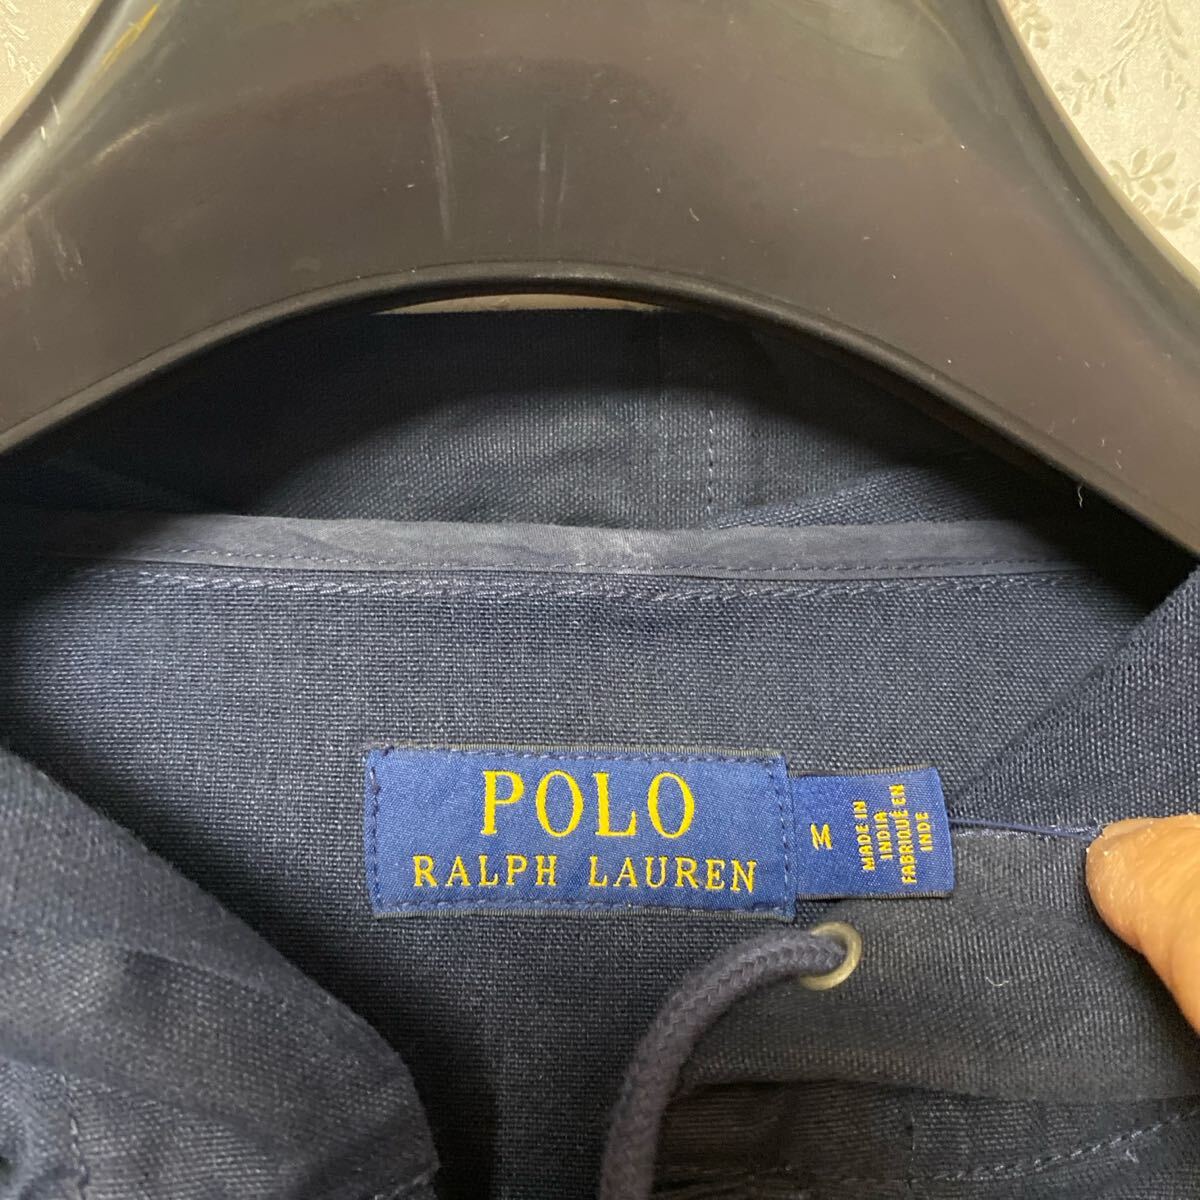 POLO
RALPH LAUREN
M
MADE IN
INDIA
FABRIQUÉ EN
INDE